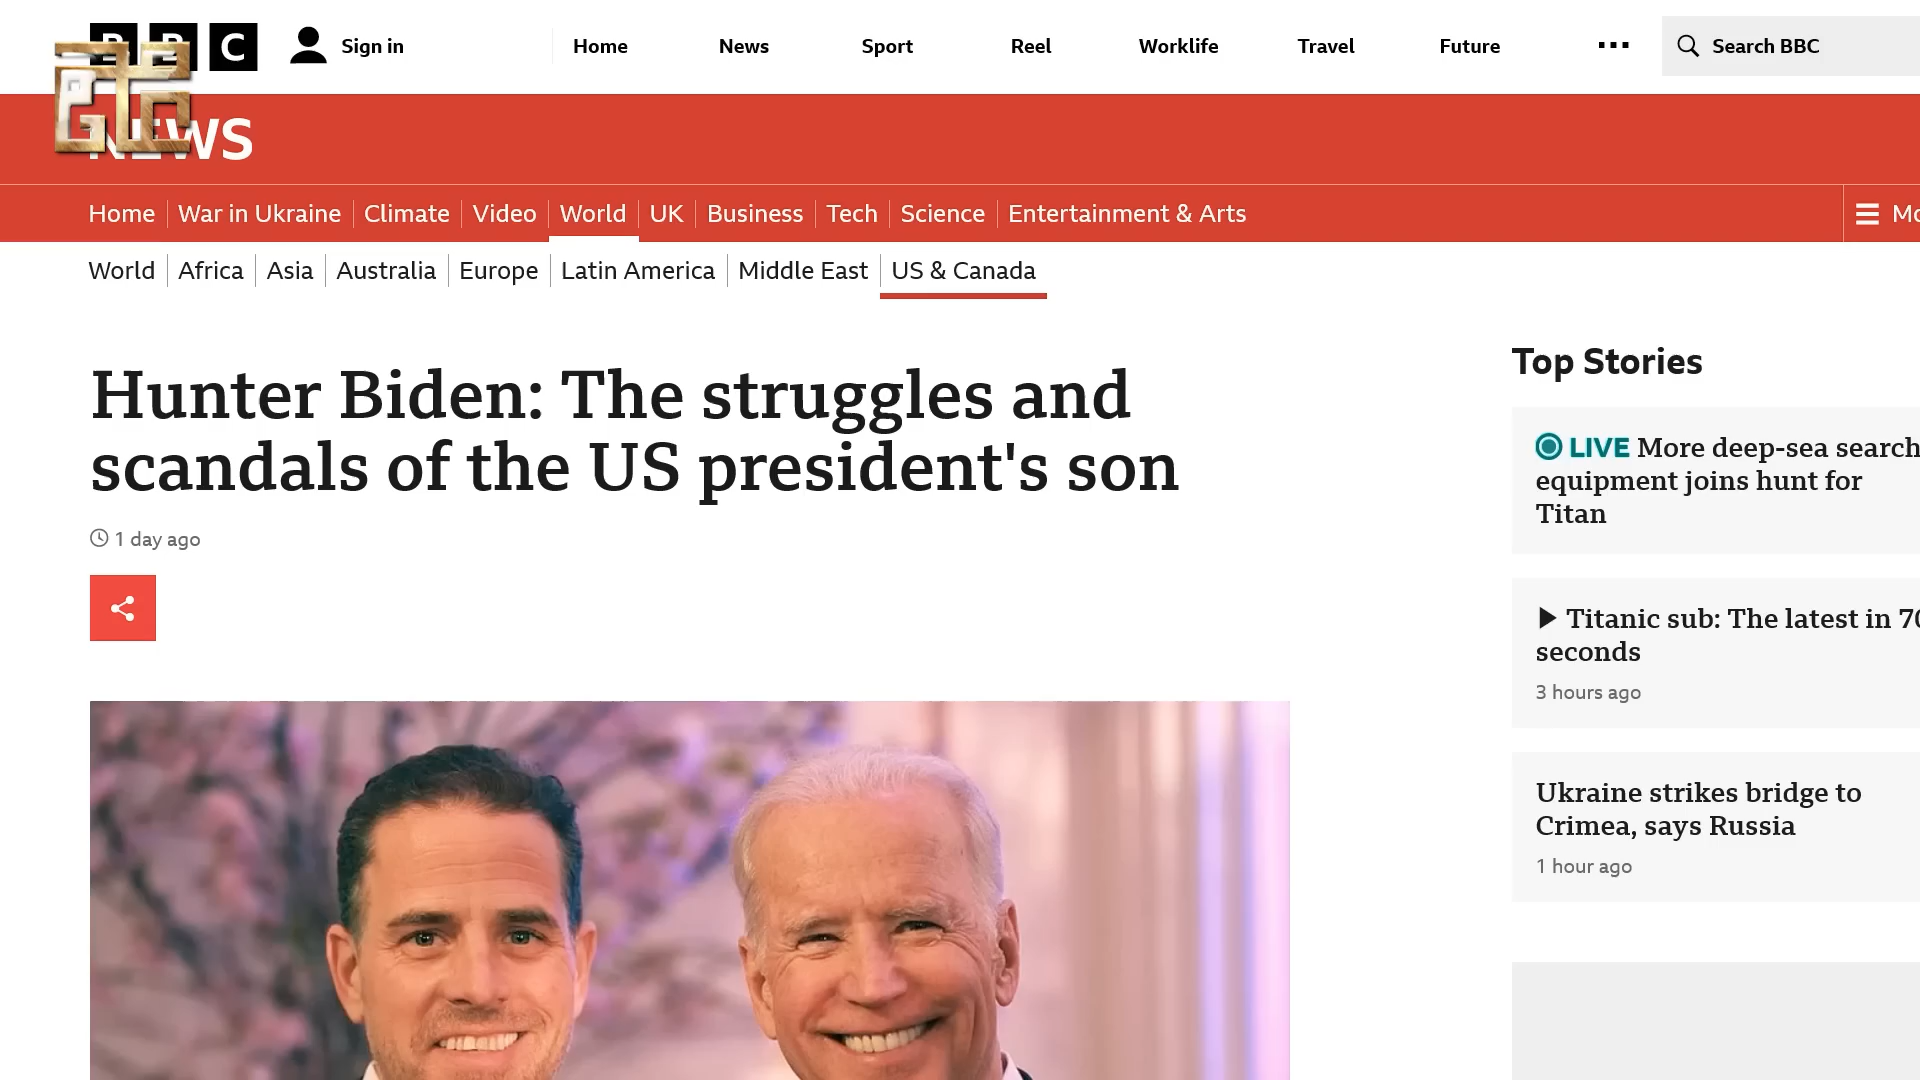 BBC
Sign in
Home
News
Sport
Reel
Worklife
Travel
Future
Search BBC
NEWS
Home
War in Ukraine
Climate
Video
World
UK
Business
Tech
Science
Entertainment & Arts
World
Africa
Asia
Australia
Europe
Latin America
Middle East
US & Canada
Hunter Biden: The struggles and
scandals of the US president's son
1 day ago
Top Stories
LIVE More deep-sea search
equipment joins hunt for
Titan
Titanic sub: The latest in 70
seconds
3 hours ago
Ukraine strikes bridge to
Crimea, says Russia
1 hour ago